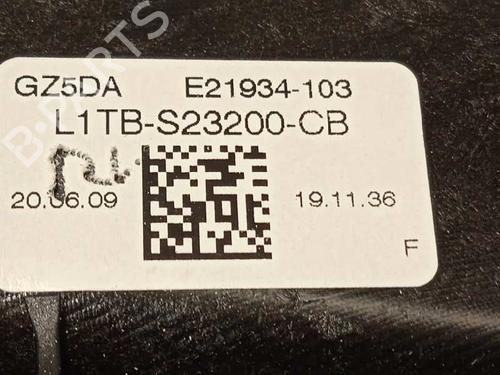 GZ5DA E21934-103
L1TB-S23200-CB
20.06.09 19.11.36
F
B-PARTS